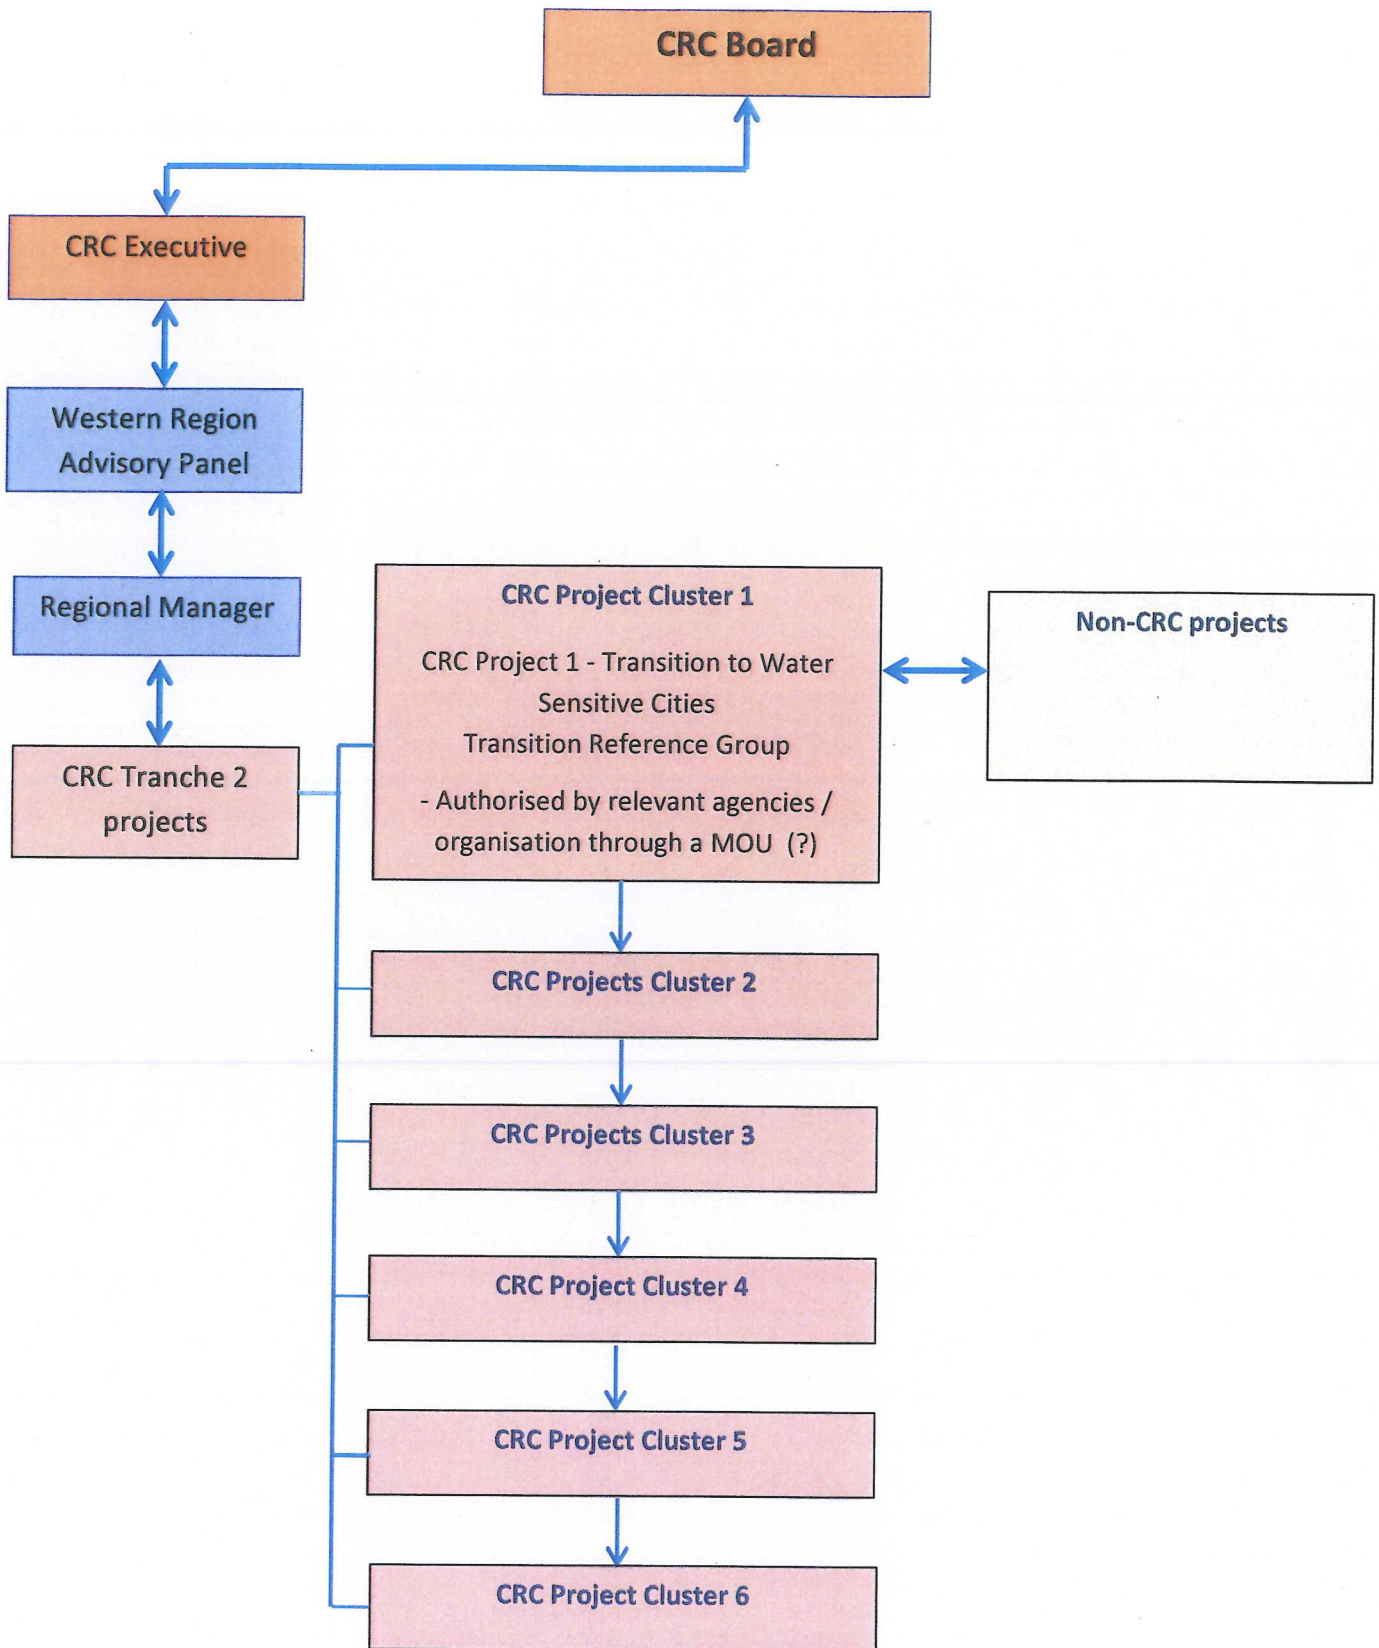 CRC Board
CRC Executive
Western Region
Advisory Panel
Regional Manager
CRC Tranche 2
projects
CRC Project Cluster 1
CRC Project 1 - Transition to Water
Sensitive Cities
Transition Reference Group
- Authorised by relevant agencies /
organisation through a MOU (?)
Non-CRC projects
CRC Projects Cluster 2
CRC Projects Cluster 3
CRC Project Cluster 4
CRC Project Cluster 5
CRC Project Cluster 6